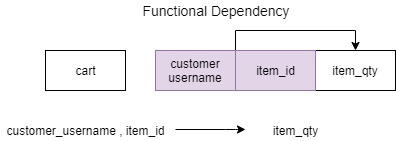 Functional Dependency
cart
customer
username
item_id
item_qty
customer_username , item_id
item_qty